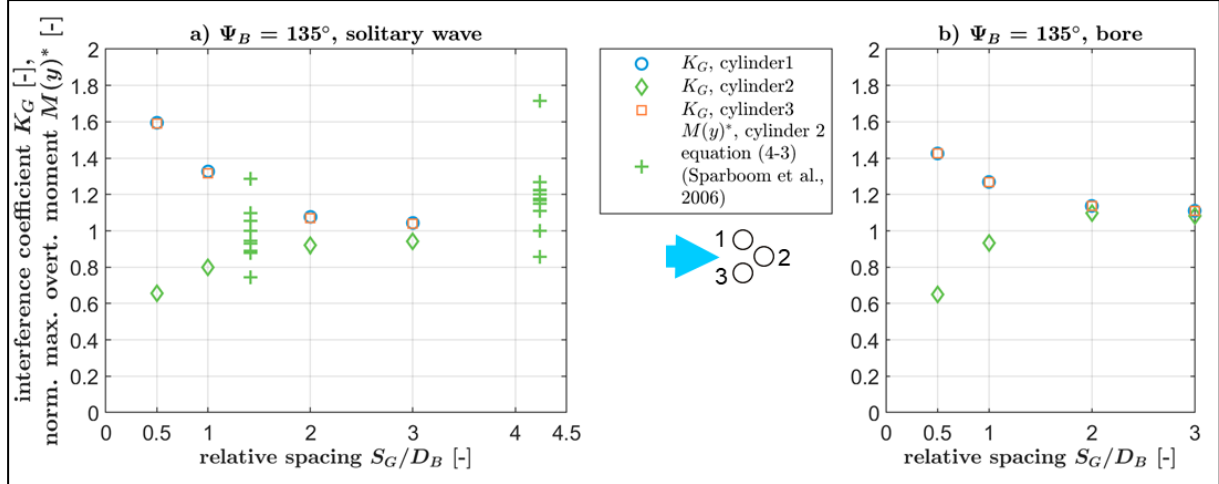 a) Ψ_B = 135°, solitary wave
interference coefficient K_G [-],
norm. max. overt. moment M(y)* [-]
2
1.8
1.6
1.4
1.2
1
0.8
0.6
0.4
0.2
0
0 0.5 1 2 3 4 4.5
relative spacing S_G/D_B [-]
K_G, cylinder1
K_G, cylinder2
K_G, cylinder3
M(y)*, cylinder 2
equation (4-3)
(Sparboom et al.,
2006)
1
2
3
b) Ψ_B = 135°, bore
2
1.8
1.6
1.4
1.2
1
0.8
0.6
0.4
0.2
0
0 0.5 1 2 3
relative spacing S_G/D_B [-]